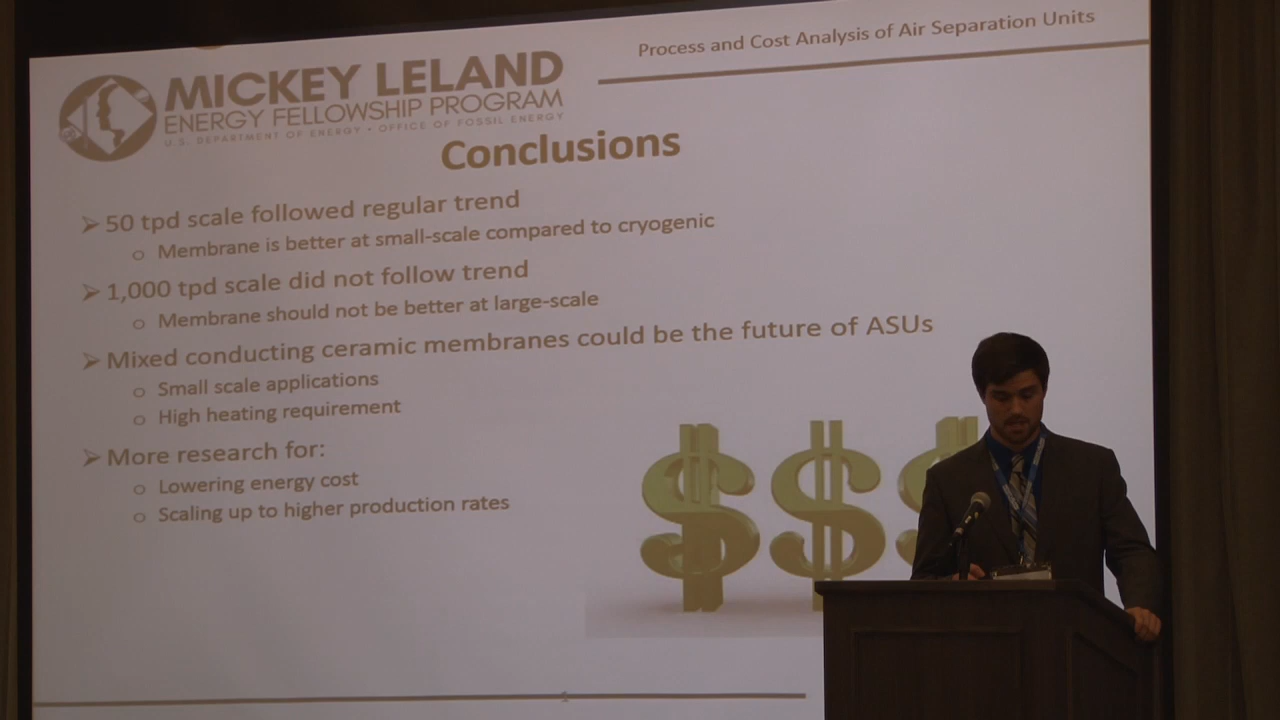 Process and Cost Analysis of Air Separation Units
MICKEY LELAND
ENERGY FELLOWSHIP PROGRAM
U.S. DEPARTMENT OF ENERGY • OFFICE OF FOSSIL ENERGY
Conclusions
➢ 50 tpd scale followed regular trend
o Membrane is better at small-scale compared to cryogenic
➢ 1,000 tpd scale did not follow trend
o Membrane should not be better at large-scale
➢ Mixed conducting ceramic membranes could be the future of ASUs
o Small scale applications
o High heating requirement
➢ More research for:
o Lowering energy cost
o Scaling up to higher production rates
$$$